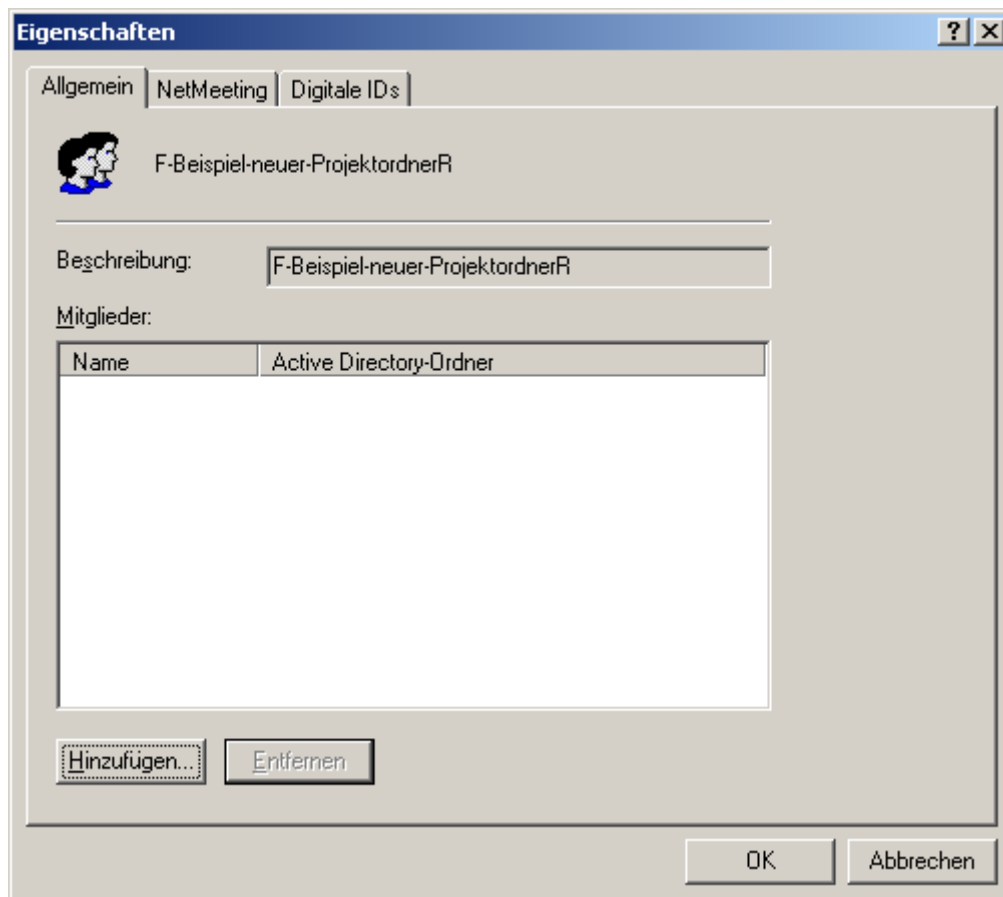 Eigenschaften
Allgemein NetMeeting Digitale IDs
F-Beispiel-neuer-ProjektordnerR
Beschreibung: F-Beispiel-neuer-ProjektordnerR
Mitglieder:
Name Active Directory-Ordner
Hinzufügen... Entfernen
OK Abbrechen